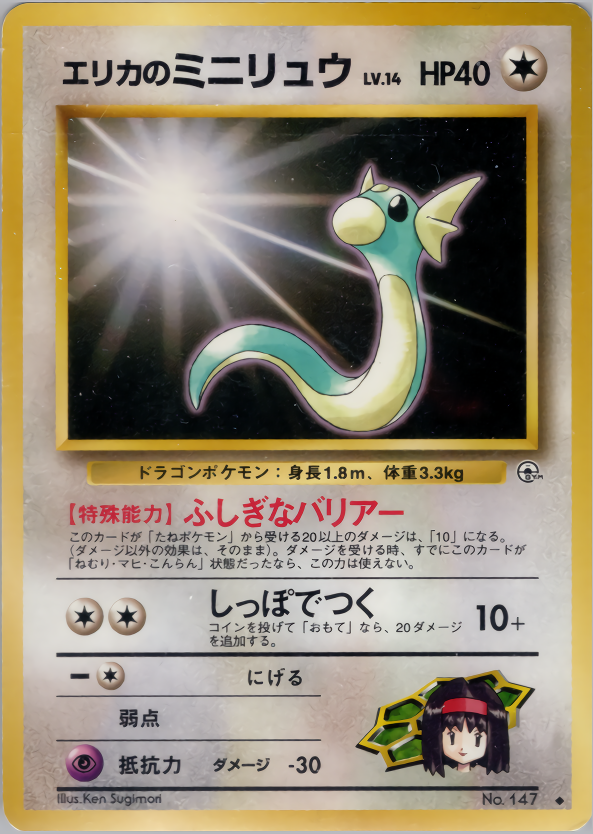 エリカのミニリュウ LV.14 HP40
ドラゴンポケモン：身長1.8m、体重3.3kg
GYM
【特殊能力】ふしぎなバリアー
このカードが「たねポケモン」から受ける20以上のダメージは、「10」になる。
（ダメージ以外の効果は、そのまま）。ダメージを受ける時、すでにこのカードが
「ねむり・マヒ・こんらん」状態だったなら、この力は使えない。
しっぽでつく 10+
コインを投げて「おもて」なら、20ダメージ
を追加する。
ー にげる
弱点
抵抗力 ダメージ -30
Illus.Ken Sugimori No. 147